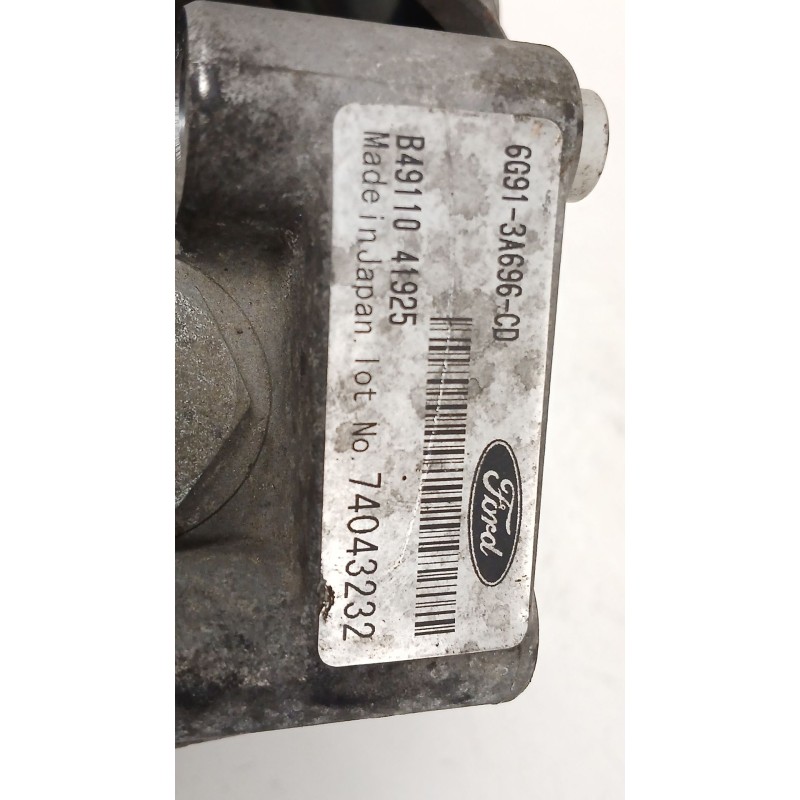 6G91-3A696-CD
Ford
B49110 41925
Made in Japan. lot No. 74043232